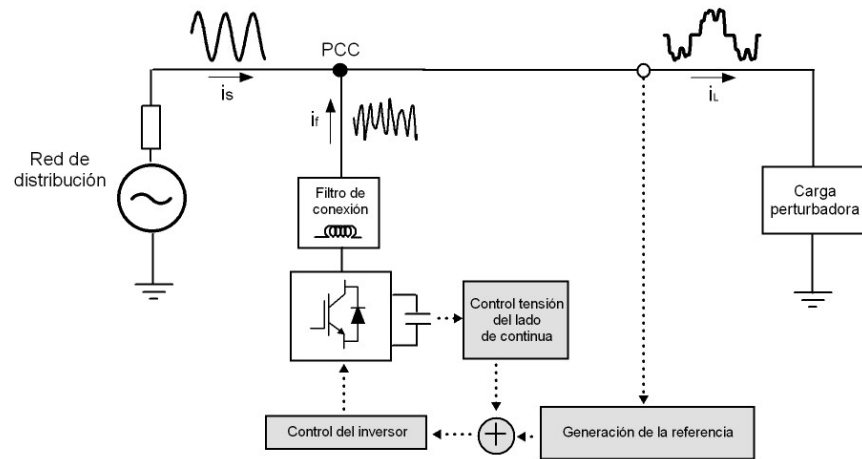 PCC
is
iL
if
Red de
distribución
Filtro de
conexión
Carga
perturbadora
Control tensión
del lado
de continua
Control del inversor
Generación de la referencia